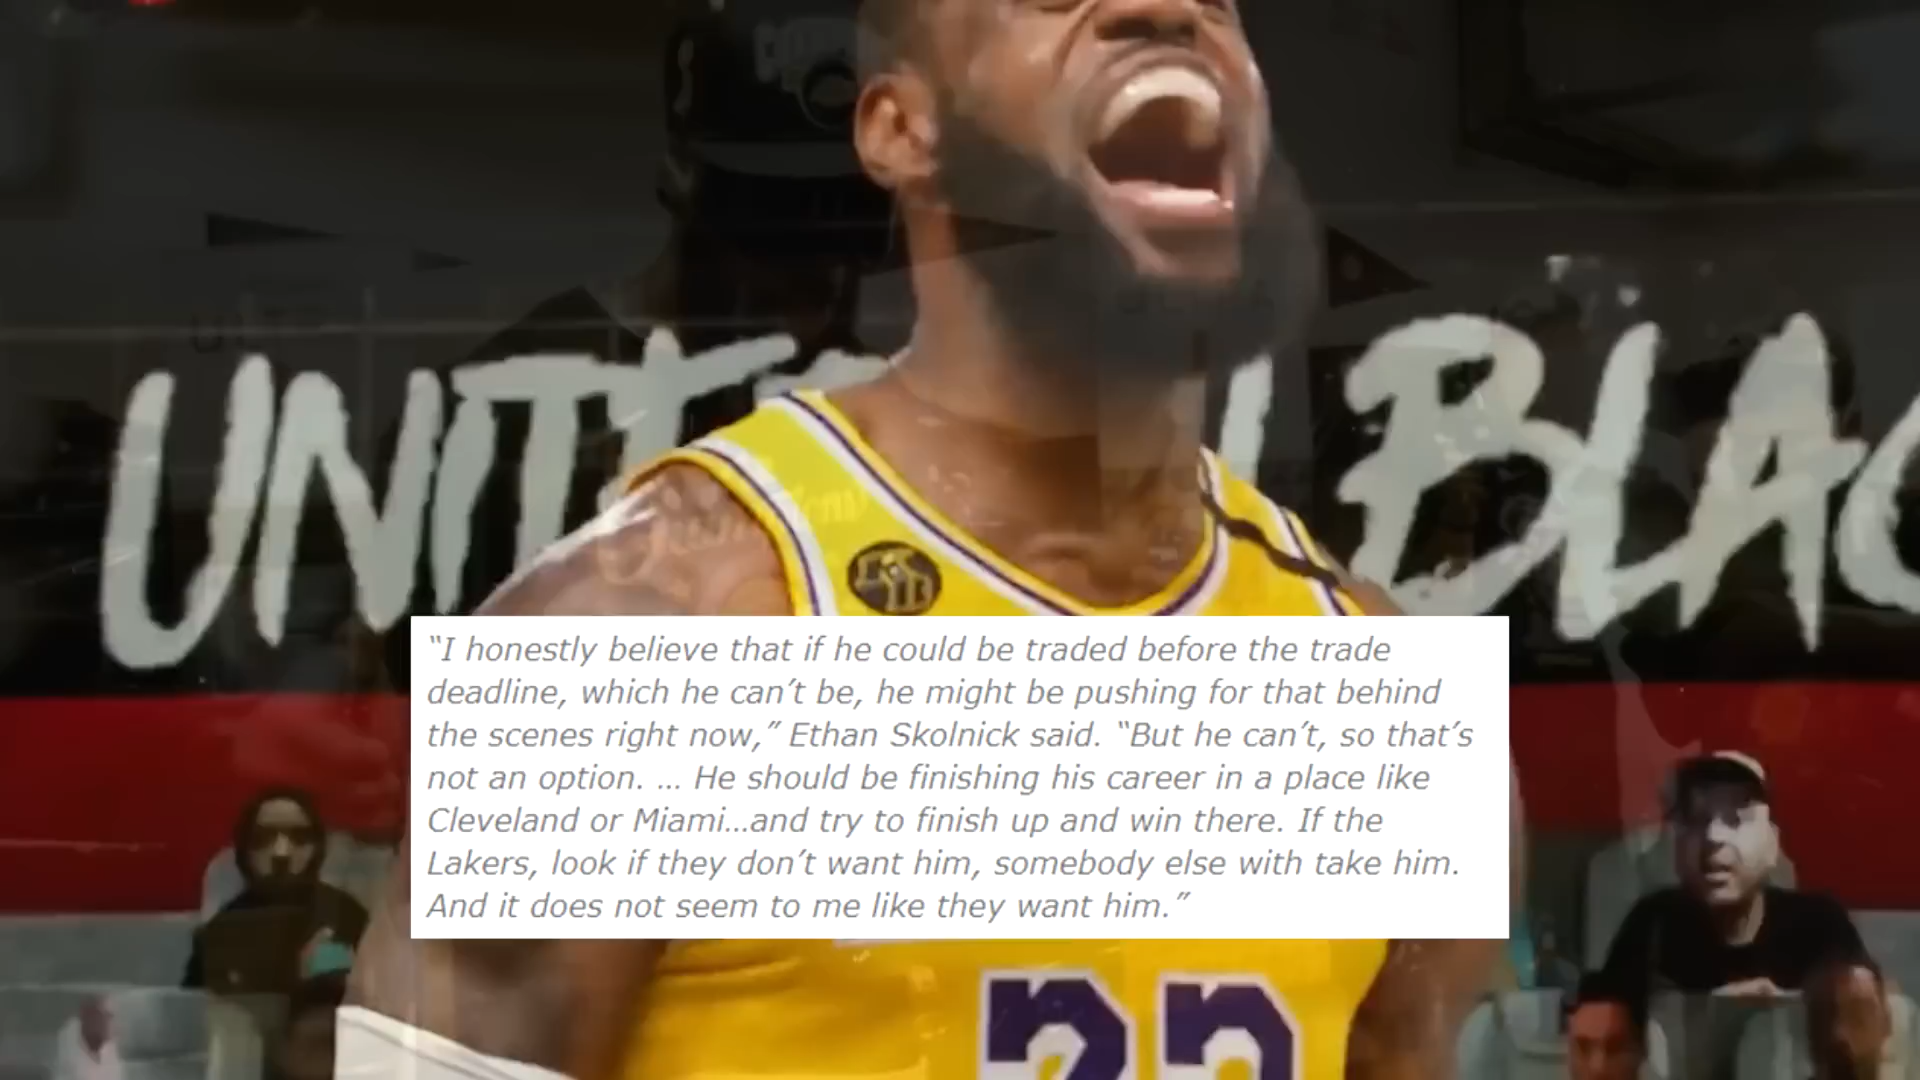 UNITE
BLAC
“I honestly believe that if he could be traded before the trade
deadline, which he can’t be, he might be pushing for that behind
the scenes right now,” Ethan Skolnick said. “But he can’t, so that’s
not an option. … He should be finishing his career in a place like
Cleveland or Miami…and try to finish up and win there. If the
Lakers, look if they don’t want him, somebody else with take him.
And it does not seem to me like they want him.”